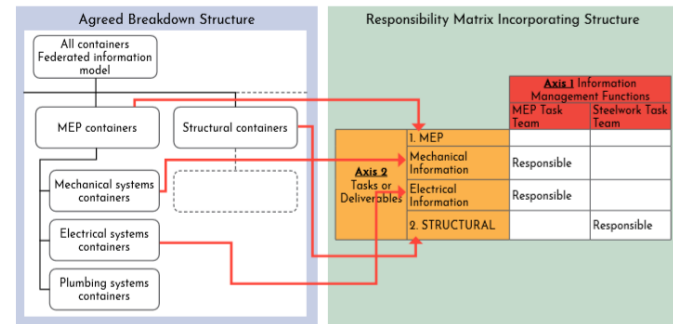 Agreed Breakdown Structure
All containers
Federated information
model
MEP containers
Structural containers
Mechanical systems
containers
Electrical systems
containers
Plumbing systems
containers
Responsibility Matrix Incorporating Structure
Axis 1 Information
Management Functions
MEP Task
Team
Steelwork Task
Team
Axis 2
Tasks or
Deliverables
1. MEP
Mechanical
Information
Responsible
Electrical
Information
Responsible
2. STRUCTURAL
Responsible